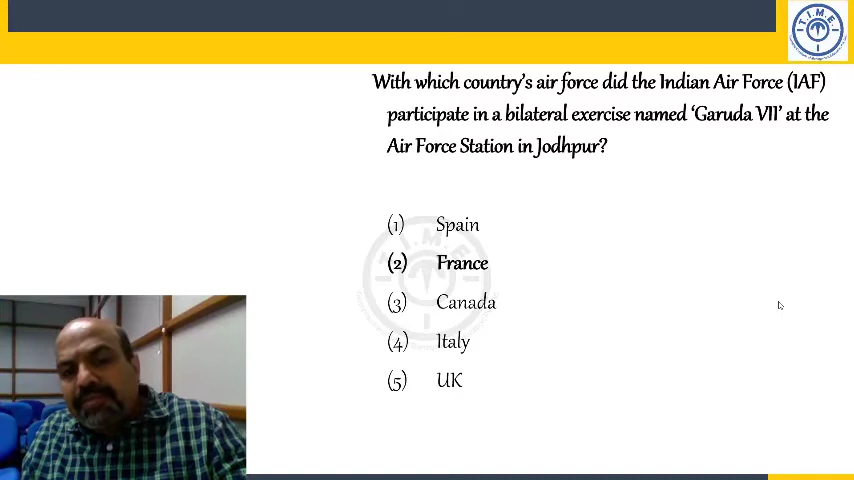 T.I.M.E.
With which country's air force did the Indian Air Force (IAF)
participate in a bilateral exercise named ‘Garuda VII’ at the
Air Force Station in Jodhpur?
(1) Spain
(2) France
(3) Canada
(4) Italy
(5) UK